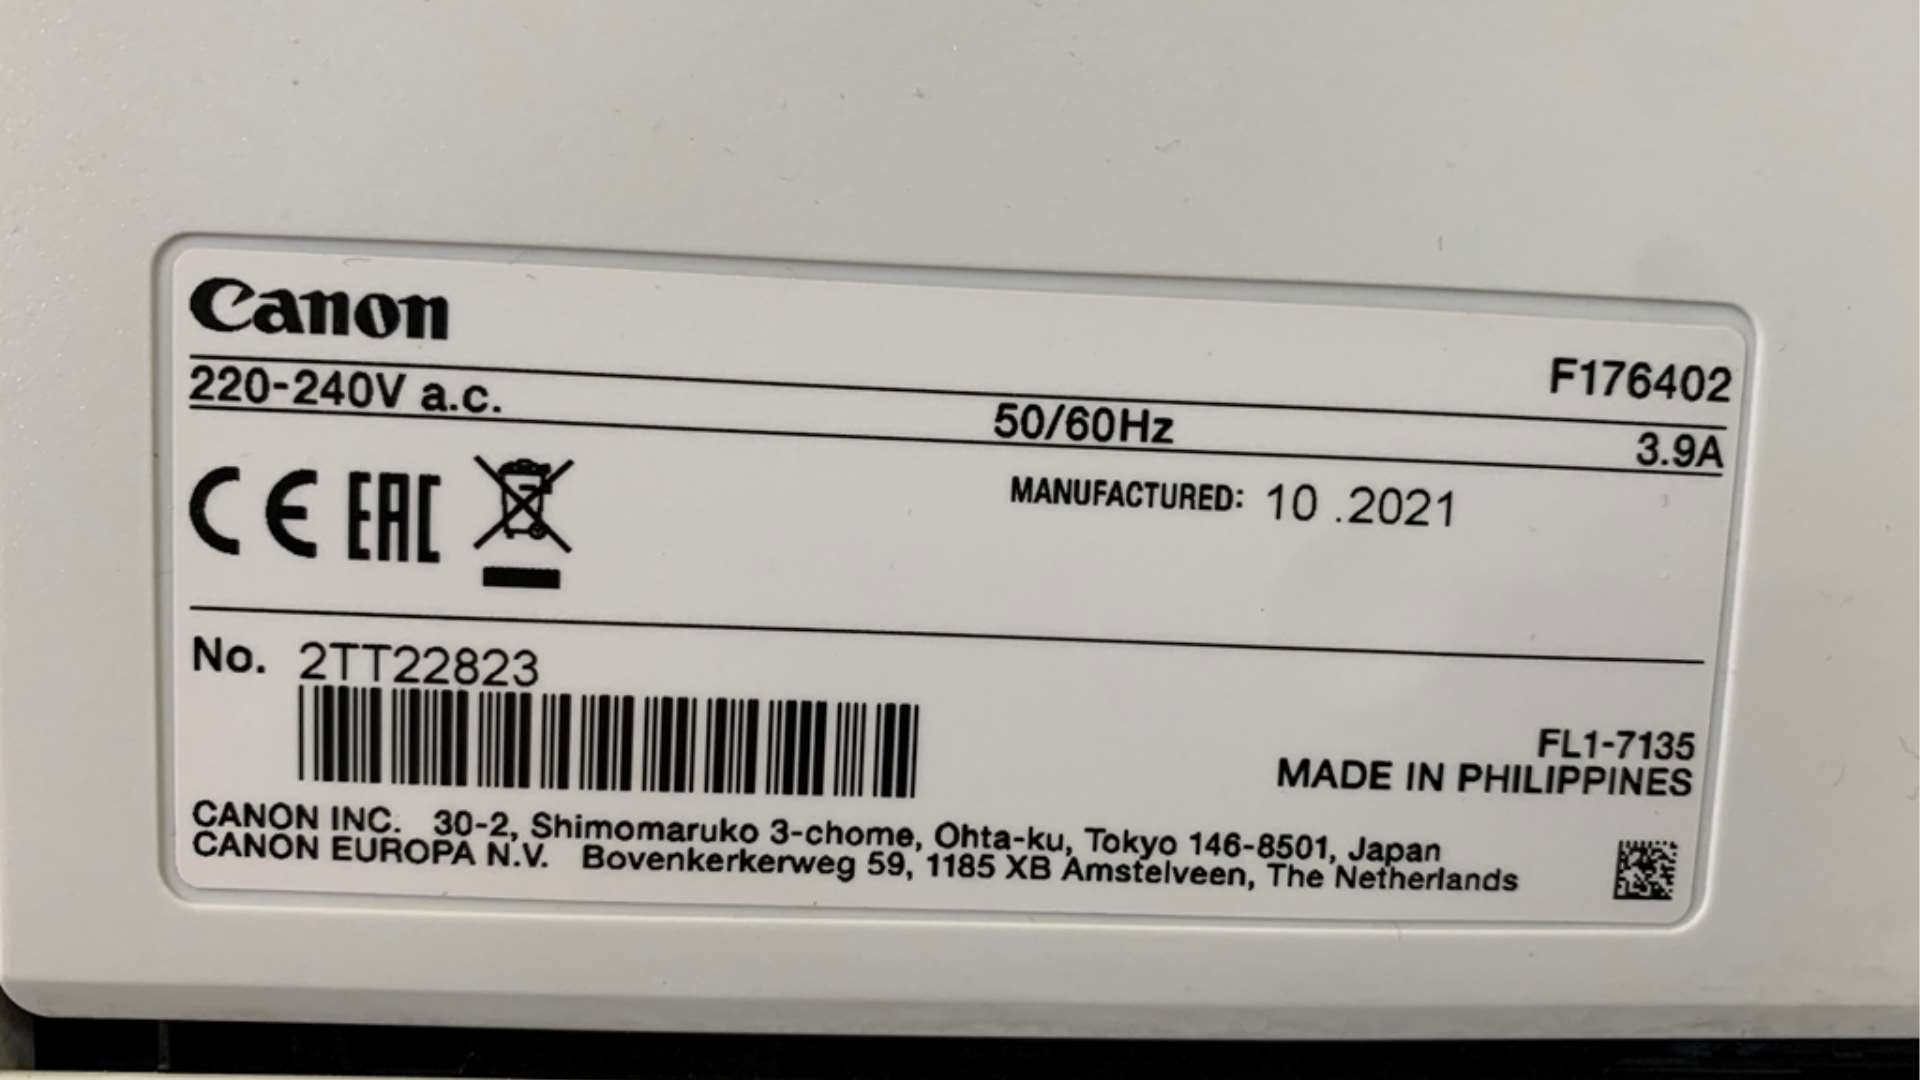 Canon
F176402
220-240V a.c. 50/60Hz 3.9A
CE EAC MANUFACTURED: 10 .2021
No. 2TT22823
FL1-7135
MADE IN PHILIPPINES
CANON INC. 30-2, Shimomaruko 3-chome, Ohta-ku, Tokyo 146-8501, Japan
CANON EUROPA N.V. Bovenkerkerweg 59, 1185 XB Amstelveen, The Netherlands